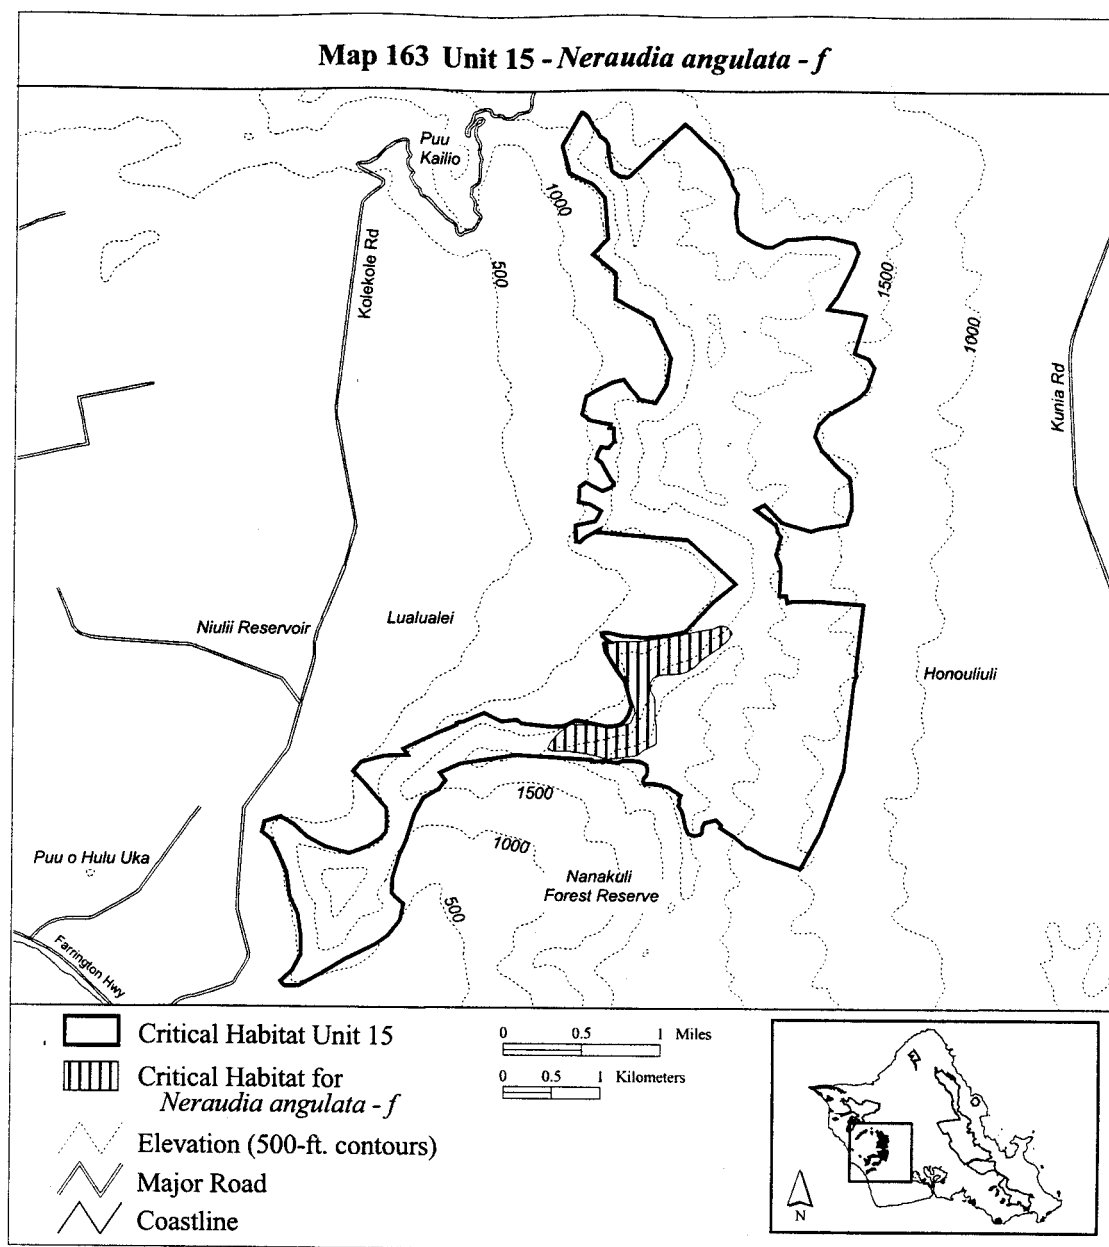 Map 163 Unit 15 - Neraudia angulata - f
Puu
Kailio
1000
Kolekole Rd
500
1500
1000
Kunia Rd
Niulii Reservoir
Lualualei
Honouliuli
1500
1000
Puu o Hulu Uka
Nanakuli
Forest Reserve
500
Farrington Hwy
Critical Habitat Unit 15
0 0.5 1 Miles
Critical Habitat for
Neraudia angulata - f
0 0.5 1 Kilometers
Elevation (500-ft. contours)
Major Road
Coastline
N